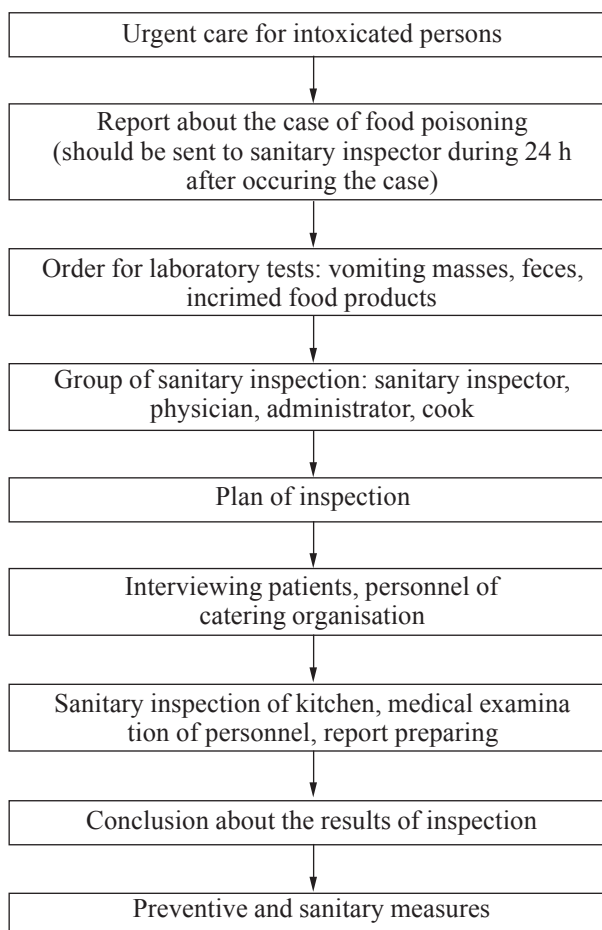 Urgent care for intoxicated persons
Report about the case of food poisoning
(should be sent to sanitary inspector during 24 h
after occuring the case)
Order for laboratory tests: vomiting masses, feces,
incrimed food products
Group of sanitary inspection: sanitary inspector,
physician, administrator, cook
Plan of inspection
Interviewing patients, personnel of
catering organisation
Sanitary inspection of kitchen, medical examina
tion of personnel, report preparing
Conclusion about the results of inspection
Preventive and sanitary measures